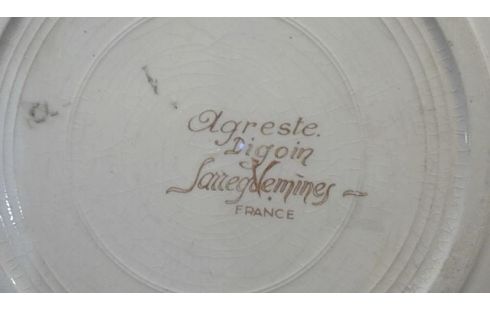 Agreste.
Digoin
Sarreguemines
FRANCE